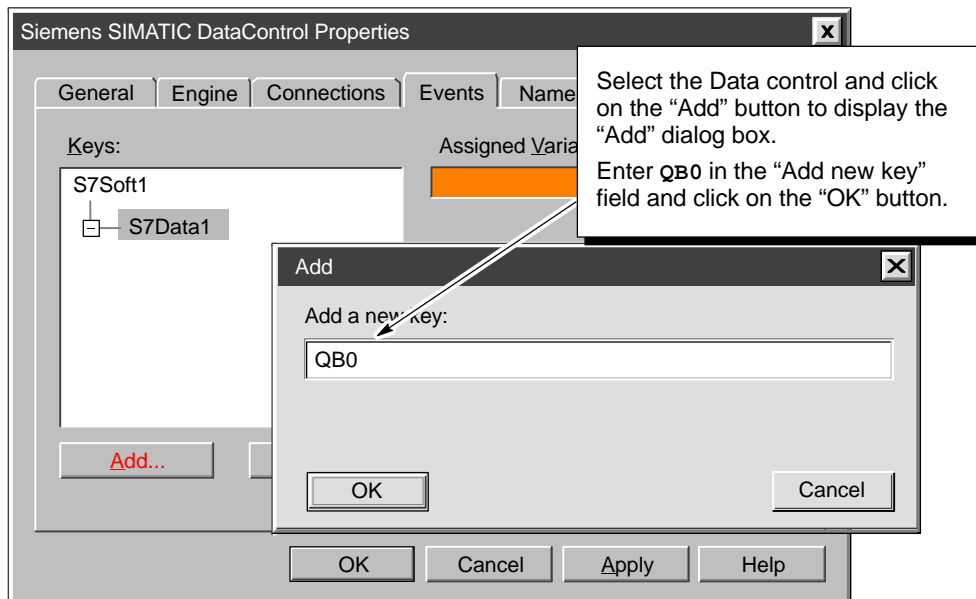 Siemens SIMATIC DataControl Properties
x
General Engine Connections Events Name
Select the Data control and click
on the “Add” button to display the
“Add” dialog box.
Enter QB0 in the “Add new key”
field and click on the “OK” button.
Keys:
Assigned Varia
S7Soft1
S7Data1
Add
X
Add a new key:
QB0
Add...
OK Cancel
OK Cancel Apply Help